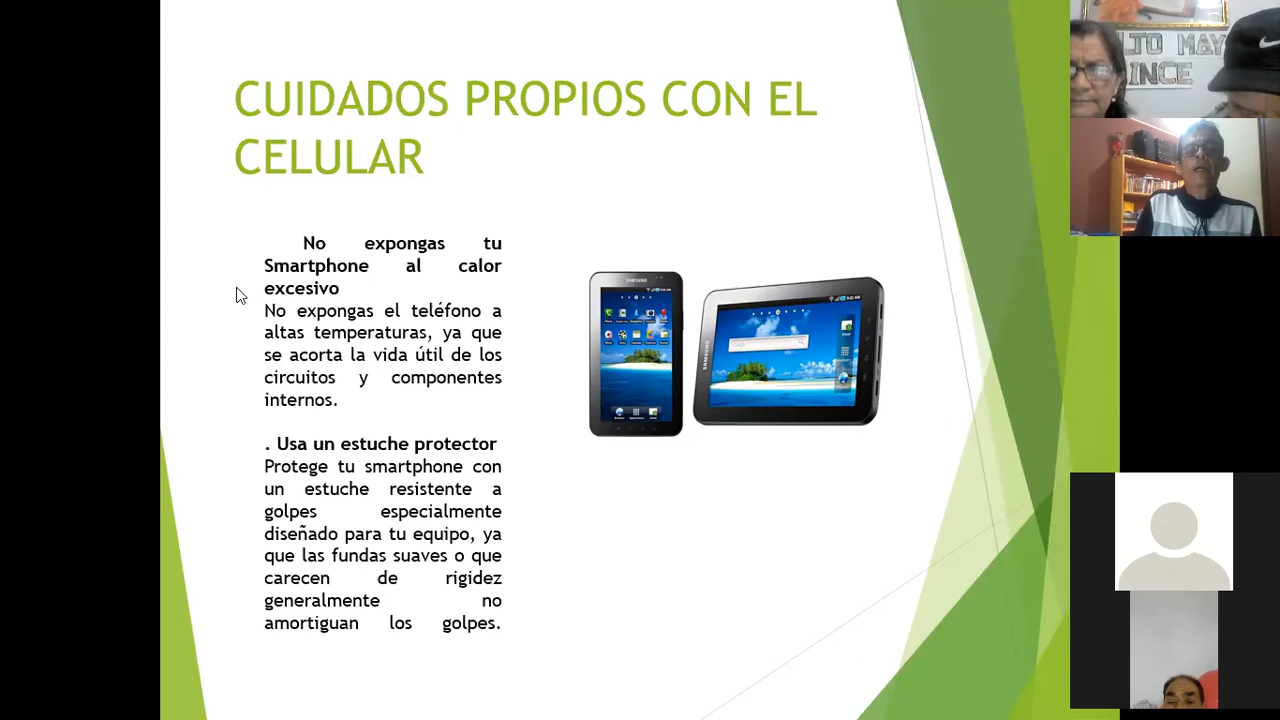 CUIDADOS PROPIOS CON EL
CELULAR
No expongas tu
Smartphone al calor
excesivo
No expongas el teléfono a
altas temperaturas, ya que
se acorta la vida útil de los
circuitos y componentes
internos.
. Usa un estuche protector
Protege tu smartphone con
un estuche resistente a
golpes especialmente
diseñado para tu equipo, ya
que las fundas suaves o que
carecen de rigidez
generalmente no
amortiguan los golpes.
SAMSUNG
SAMSUNG